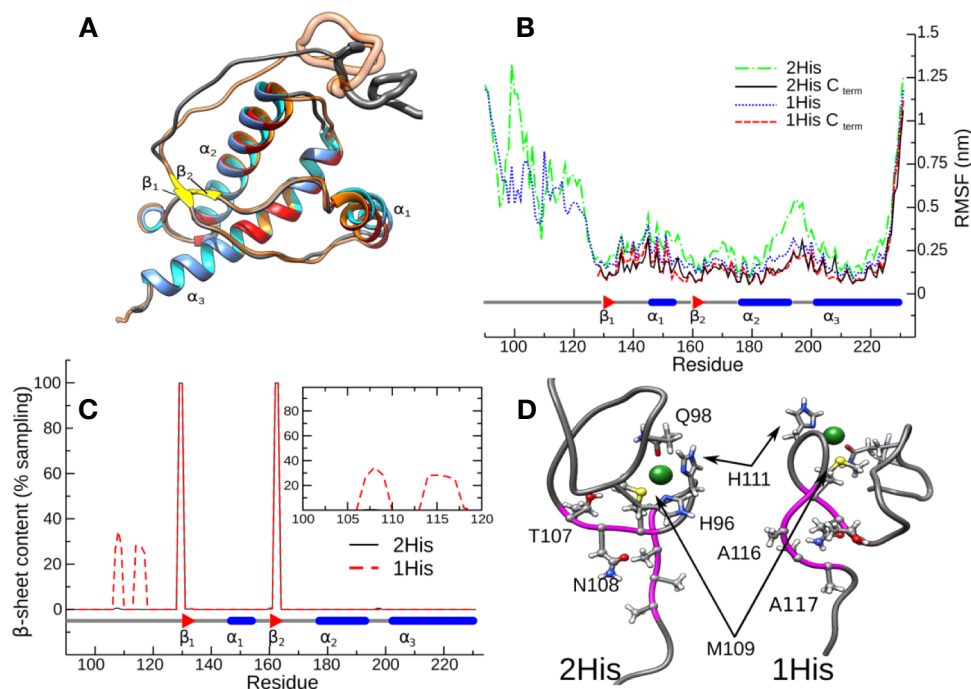 A
α2
β2
β1
α1
α3
B
2His
2His C term
1His
1His C term
1.5
1.25
1
0.75
0.5
0.25
0
RMSF (nm)
β1 α1 β2 α2 α3
100 120 140 160 180 200 220
Residue
C
β-sheet content (% sampling)
100
80
60
40
20
0
80
60
40
20
100 105 110 115 120
2His
1His
β1 α1 β2 α2 α3
100 120 140 160 180 200 220
Residue
D
Q98
H111
H96
T107
N108
A116
A117
M109
2His 1His